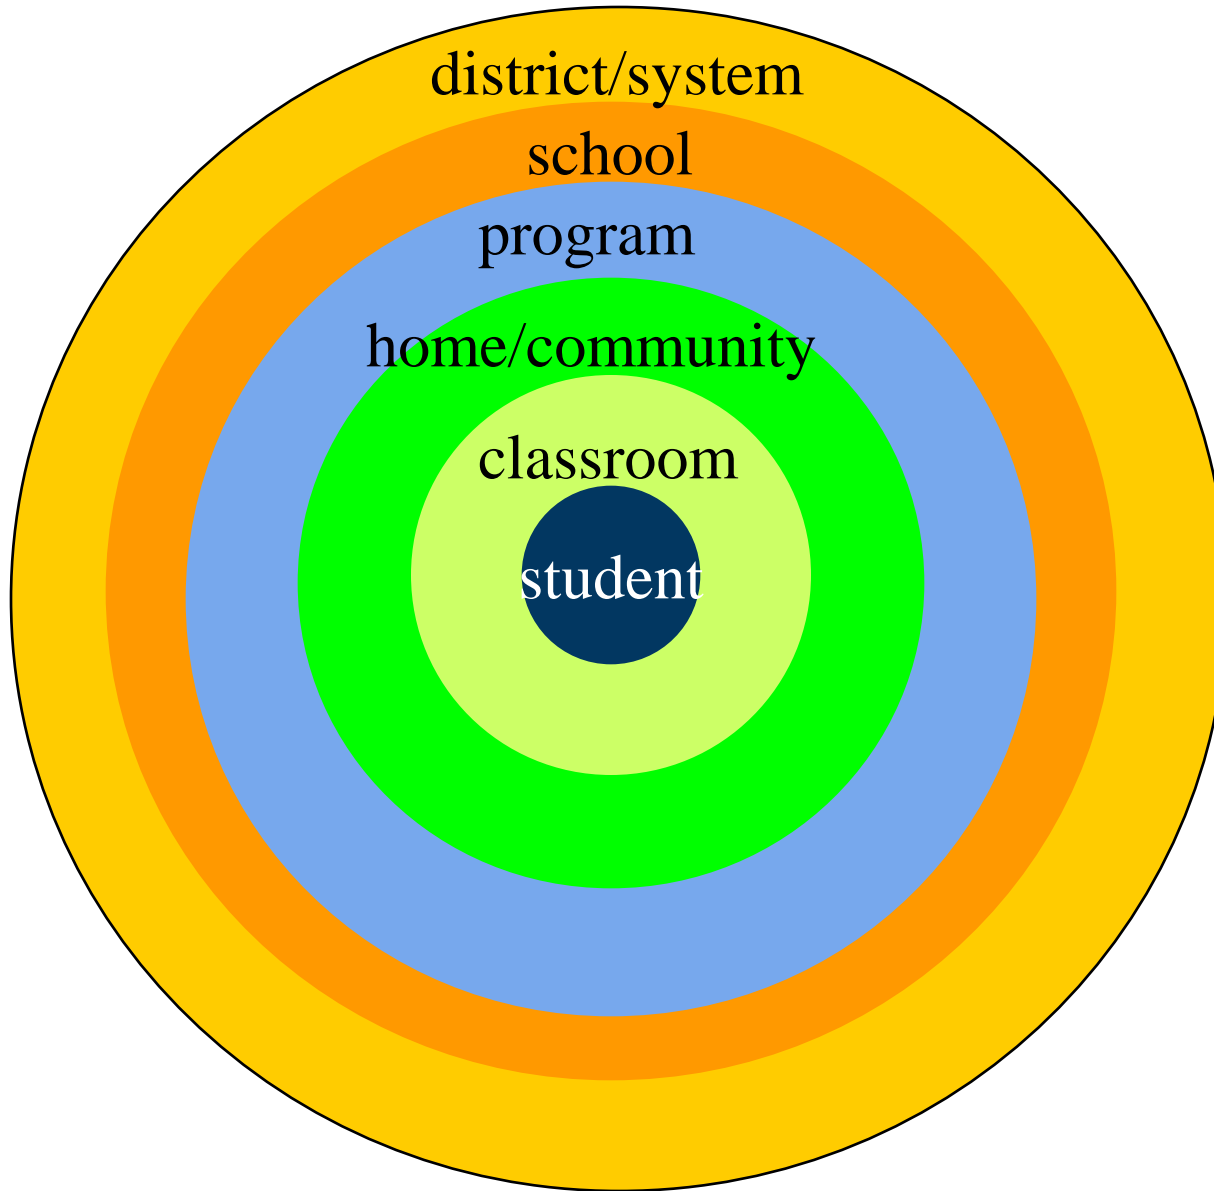 district/system
school
program
home/community
classroom
student